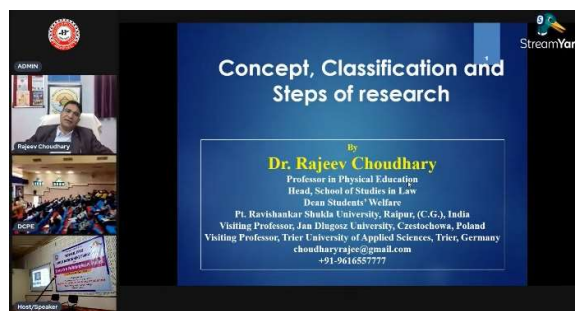 ADMIN
Rajeev Choudhary
DCPE
Host/Speaker
StreamYar
1
Concept, Classification and
Steps of research
By
Dr. Rajeev Choudhary
Professor in Physical Education
Head, School of Studies in Law
Dean Students' Welfare
Pt. Ravishankar Shukla University, Raipur, (C.G.), India
Visiting Professor, Jan Dlugosz University, Czestochowa, Poland
Visiting Professor, Trier University of Applied Sciences, Trier, Germany
choudharyrajee@gmail.com
+91-9616557777